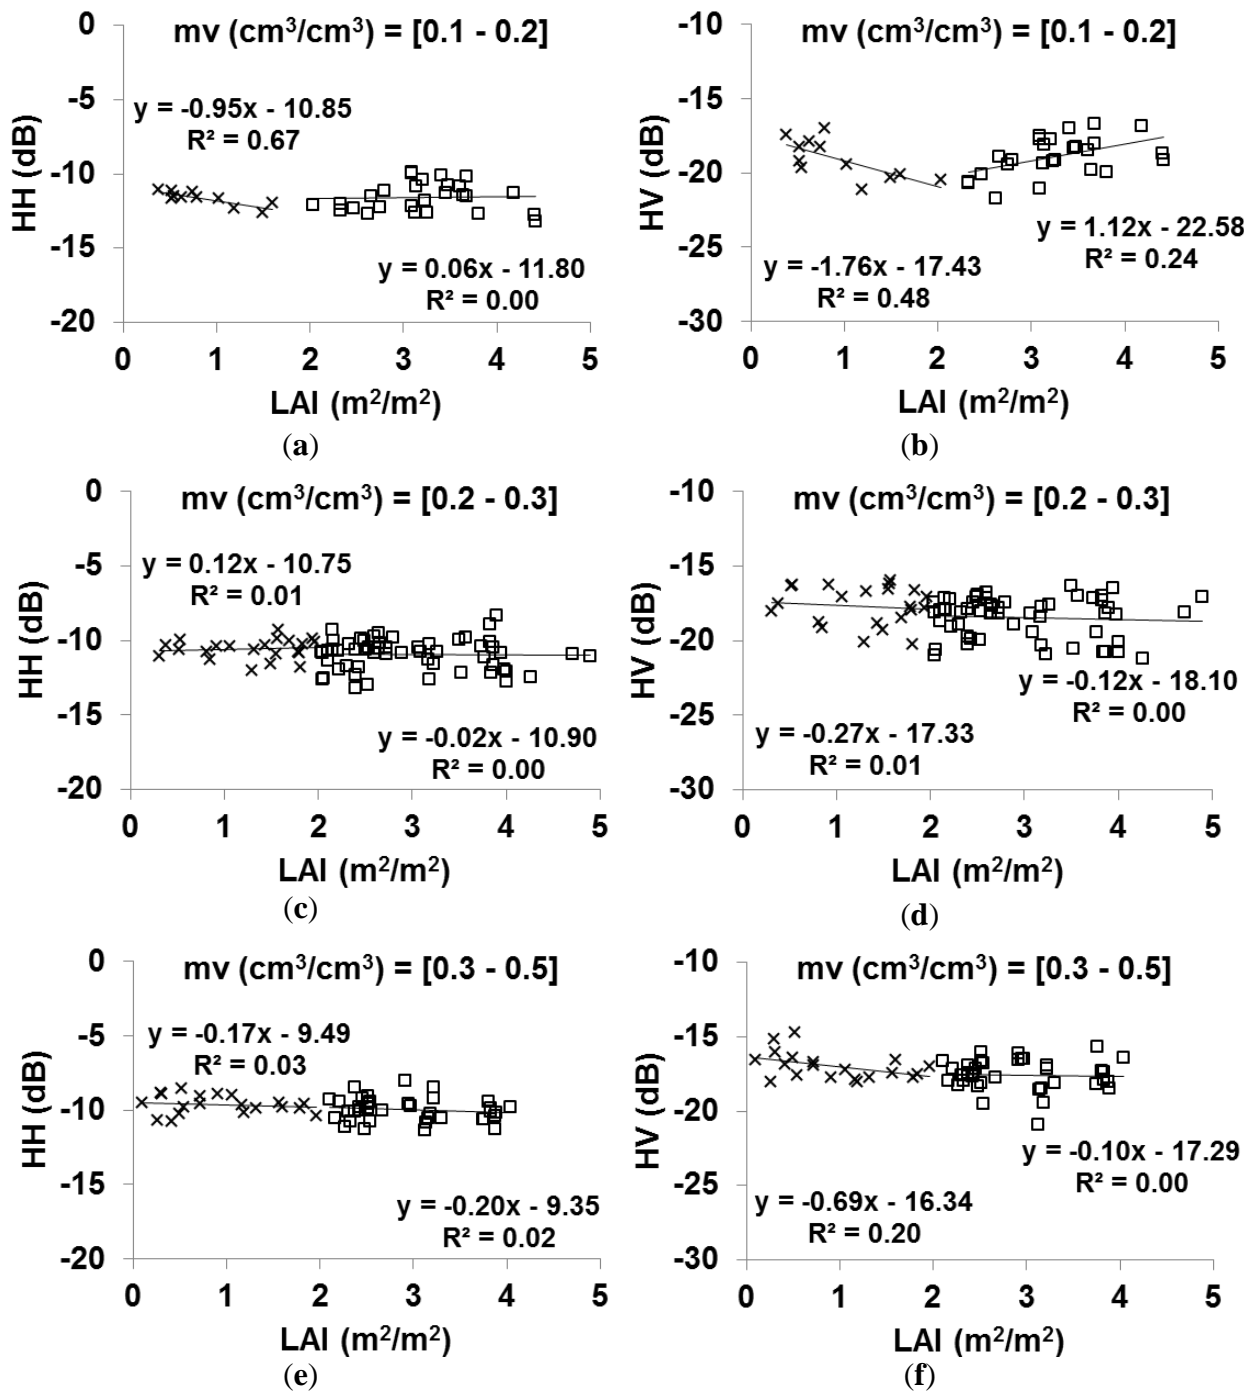 mv (cm³/cm³) = [0.1 - 0.2]
y = -0.95x - 10.85
R² = 0.67
y = 0.06x - 11.80
R² = 0.00
HH (dB)
0
-5
-10
-15
-20
0 1 2 3 4 5
LAI (m²/m²)
(a)
mv (cm³/cm³) = [0.1 - 0.2]
y = 1.12x - 22.58
R² = 0.24
y = -1.76x - 17.43
R² = 0.48
HV (dB)
-10
-15
-20
-25
-30
0 1 2 3 4 5
LAI (m²/m²)
(b)
mv (cm³/cm³) = [0.2 - 0.3]
y = 0.12x - 10.75
R² = 0.01
y = -0.02x - 10.90
R² = 0.00
HH (dB)
0
-5
-10
-15
-20
0 1 2 3 4 5
LAI (m²/m²)
(c)
mv (cm³/cm³) = [0.2 - 0.3]
y = -0.12x - 18.10
R² = 0.00
y = -0.27x - 17.33
R² = 0.01
HV (dB)
-10
-15
-20
-25
-30
0 1 2 3 4 5
LAI (m²/m²)
(d)
mv (cm³/cm³) = [0.3 - 0.5]
y = -0.17x - 9.49
R² = 0.03
y = -0.20x - 9.35
R² = 0.02
HH (dB)
0
-5
-10
-15
-20
0 1 2 3 4 5
LAI (m²/m²)
(e)
mv (cm³/cm³) = [0.3 - 0.5]
y = -0.10x - 17.29
R² = 0.00
y = -0.69x - 16.34
R² = 0.20
HV (dB)
-10
-15
-20
-25
-30
0 1 2 3 4 5
LAI (m²/m²)
(f)